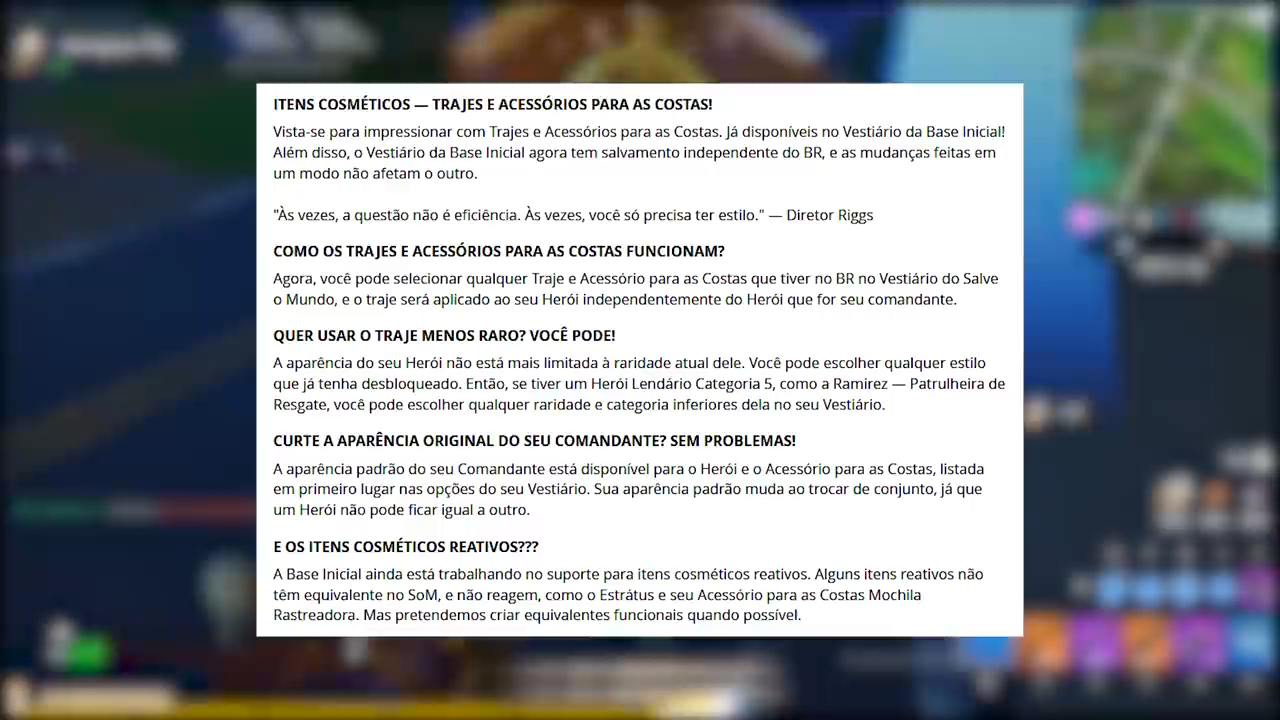 ITENS COSMÉTICOS — TRAJES E ACESSÓRIOS PARA AS COSTAS!
Vista-se para impressionar com Trajes e Acessórios para as Costas. Já disponíveis no Vestiário da Base Inicial!
Além disso, o Vestiário da Base Inicial agora tem salvamento independente do BR, e as mudanças feitas em
um modo não afetam o outro.
"Às vezes, a questão não é eficiência. Às vezes, você só precisa ter estilo." — Diretor Riggs
COMO OS TRAJES E ACESSÓRIOS PARA AS COSTAS FUNCIONAM?
Agora, você pode selecionar qualquer Traje e Acessório para as Costas que tiver no BR no Vestiário do Salve
o Mundo, e o traje será aplicado ao seu Herói independentemente do Herói que for seu comandante.
QUER USAR O TRAJE MENOS RARO? VOCÊ PODE!
A aparência do seu Herói não está mais limitada à raridade atual dele. Você pode escolher qualquer estilo
que já tenha desbloqueado. Então, se tiver um Herói Lendário Categoria 5, como a Ramirez — Patrulheira de
Resgate, você pode escolher qualquer raridade e categoria inferiores dela no seu Vestiário.
CURTE A APARÊNCIA ORIGINAL DO SEU COMANDANTE? SEM PROBLEMAS!
A aparência padrão do seu Comandante está disponível para o Herói e o Acessório para as Costas, listada
em primeiro lugar nas opções do seu Vestiário. Sua aparência padrão muda ao trocar de conjunto, já que
um Herói não pode ficar igual a outro.
E OS ITENS COSMÉTICOS REATIVOS???
A Base Inicial ainda está trabalhando no suporte para itens cosméticos reativos. Alguns itens reativos não
têm equivalente no SoM, e não reagem, como o Estrátus e seu Acessório para as Costas Mochila
Rastreadora. Mas pretendemos criar equivalentes funcionais quando possível.